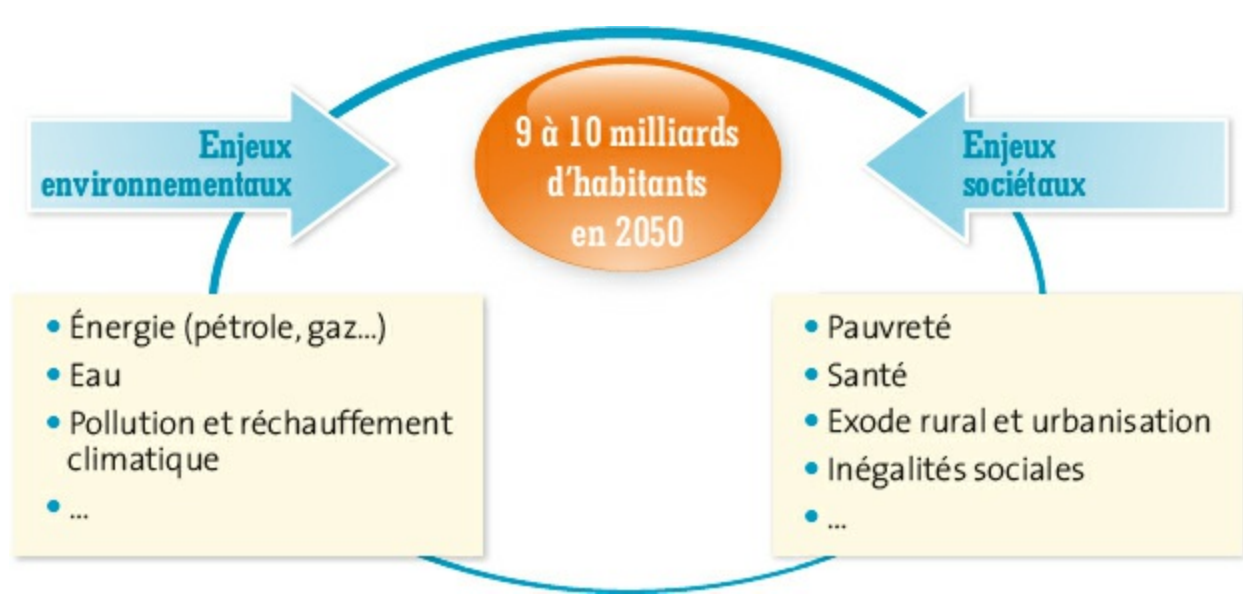 9 à 10 milliards
d'habitants
en 2050
Enjeux
environnementaux
• Énergie (pétrole, gaz...)
• Eau
• Pollution et réchauffement
climatique
• ...
Enjeux
sociétaux
• Pauvreté
• Santé
• Exode rural et urbanisation
• Inégalités sociales
• ...